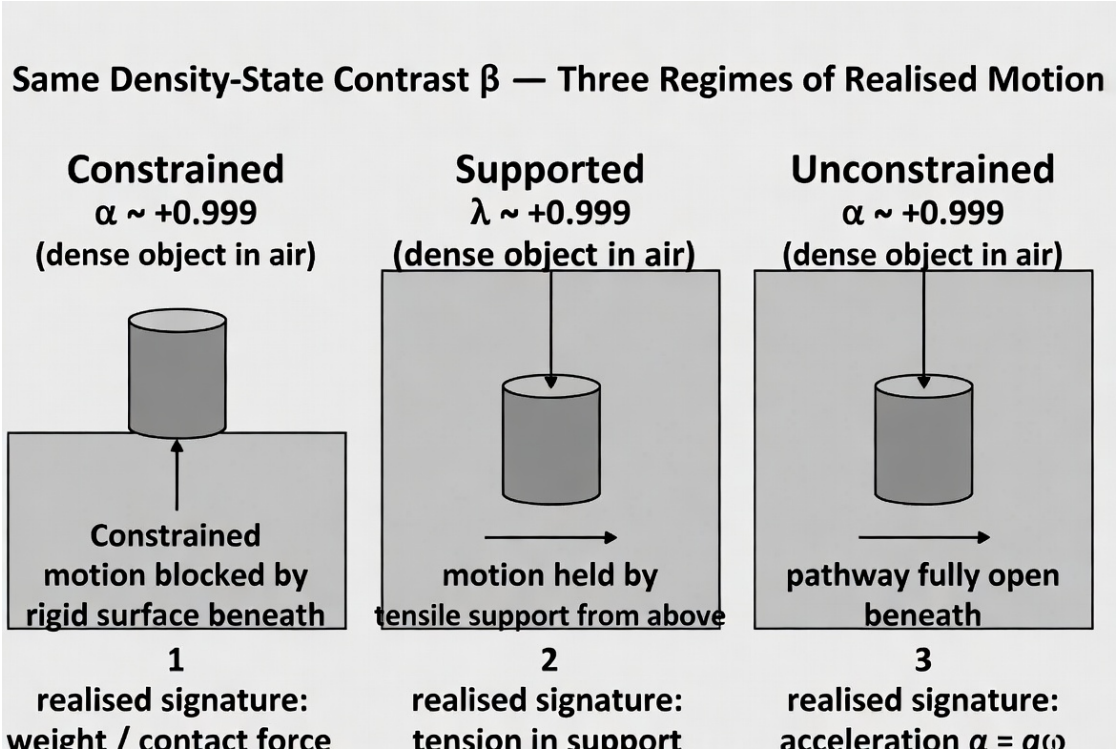 Same Density-State Contrast β — Three Regimes of Realised Motion
Constrained
α ~ +0.999
(dense object in air)
Constrained
motion blocked by
rigid surface beneath
1
realised signature:
weight / contact force
Supported
λ ~ +0.999
(dense object in air)
motion held by
tensile support from above
2
realised signature:
tension in support
Unconstrained
α ~ +0.999
(dense object in air)
pathway fully open
beneath
3
realised signature:
acceleration α = gω